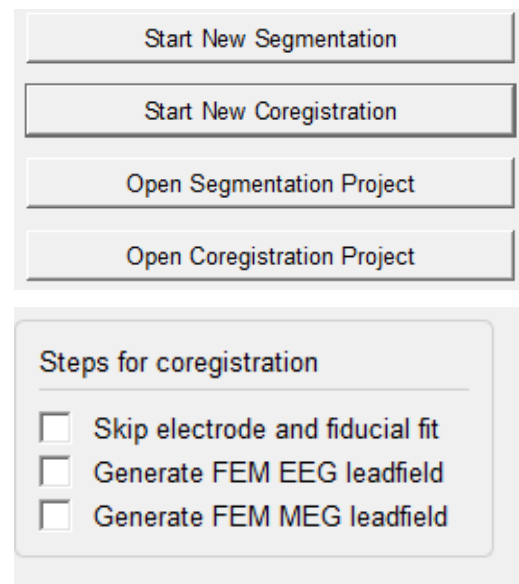 Start New Segmentation
Start New Coregistration
Open Segmentation Project
Open Coregistration Project
Steps for coregistration
Skip electrode and fiducial fit
Generate FEM EEG leadfield
Generate FEM MEG leadfield